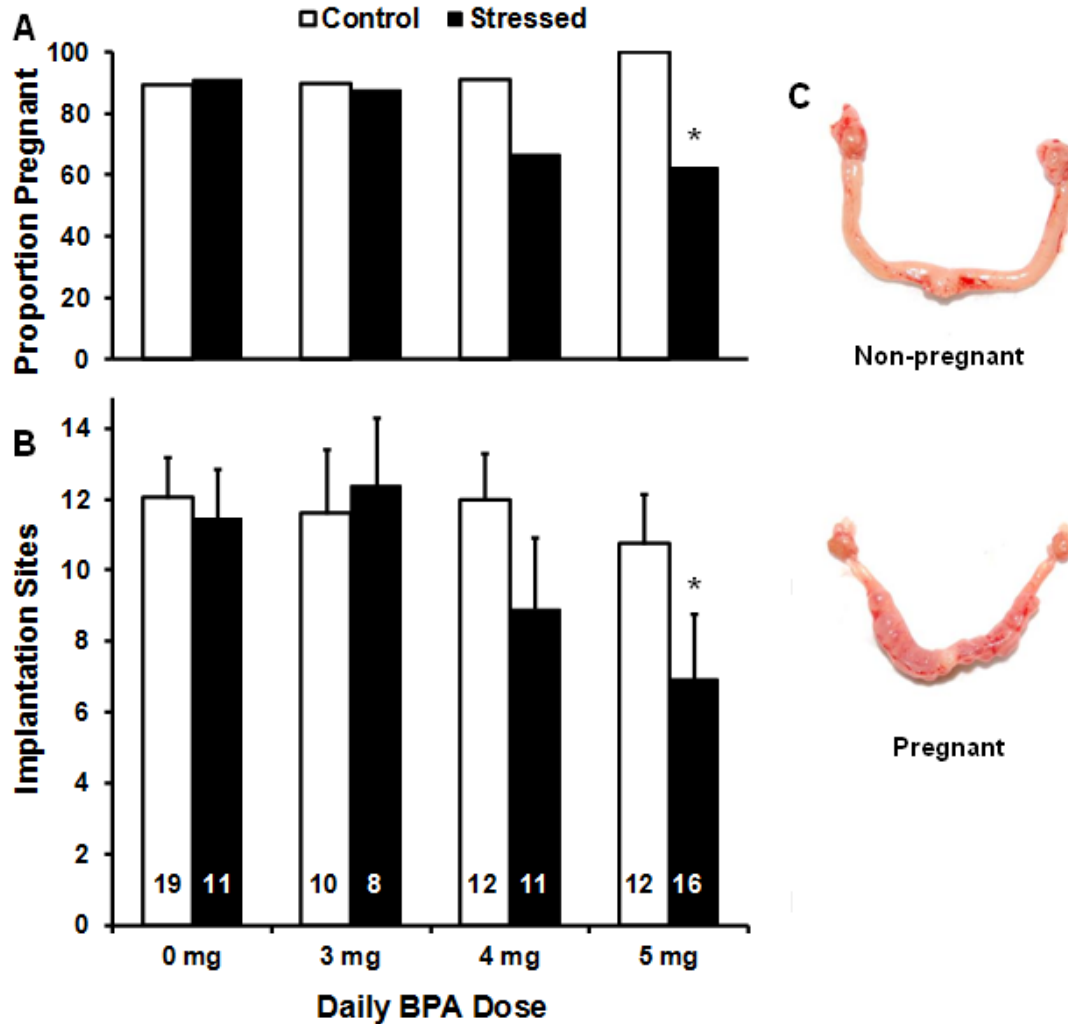 A
Control Stressed
Proportion Pregnant
100
80
60
40
20
0
*
B
Implantation Sites
14
12
10
8
6
4
2
0
*
19 11 10 8 12 11 12 16
0 mg 3 mg 4 mg 5 mg
Daily BPA Dose
C
Non-pregnant
Pregnant